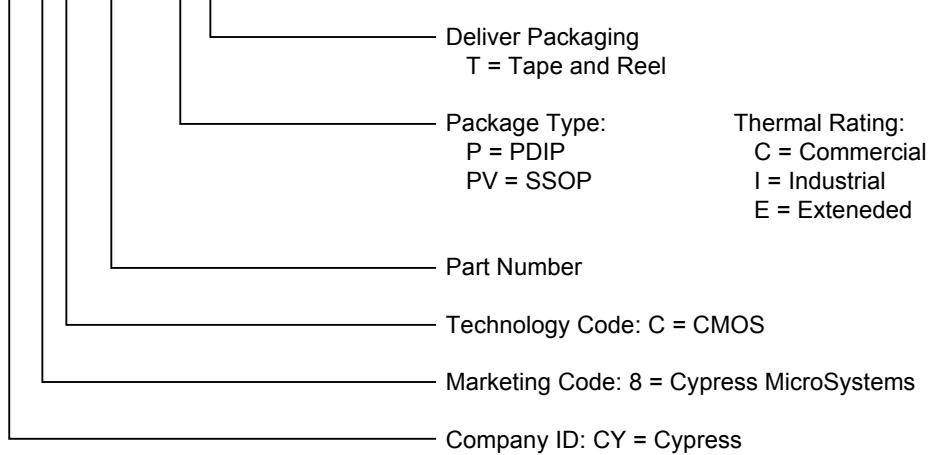 Deliver Packaging
T = Tape and Reel
Package Type: Thermal Rating:
P = PDIP C = Commercial
PV = SSOP I = Industrial
E = Exteneded
Part Number
Technology Code: C = CMOS
Marketing Code: 8 = Cypress MicroSystems
Company ID: CY = Cypress